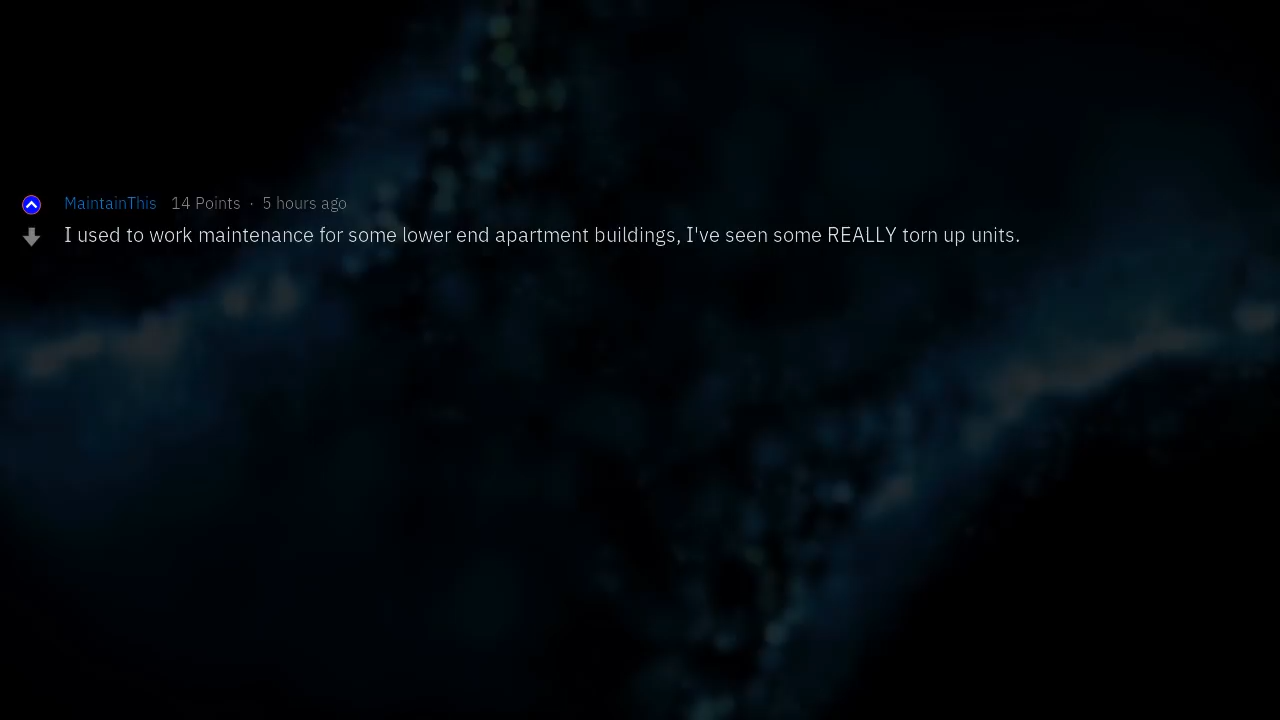 MaintainThis 14 Points · 5 hours ago
I used to work maintenance for some lower end apartment buildings, I've seen some REALLY torn up units.